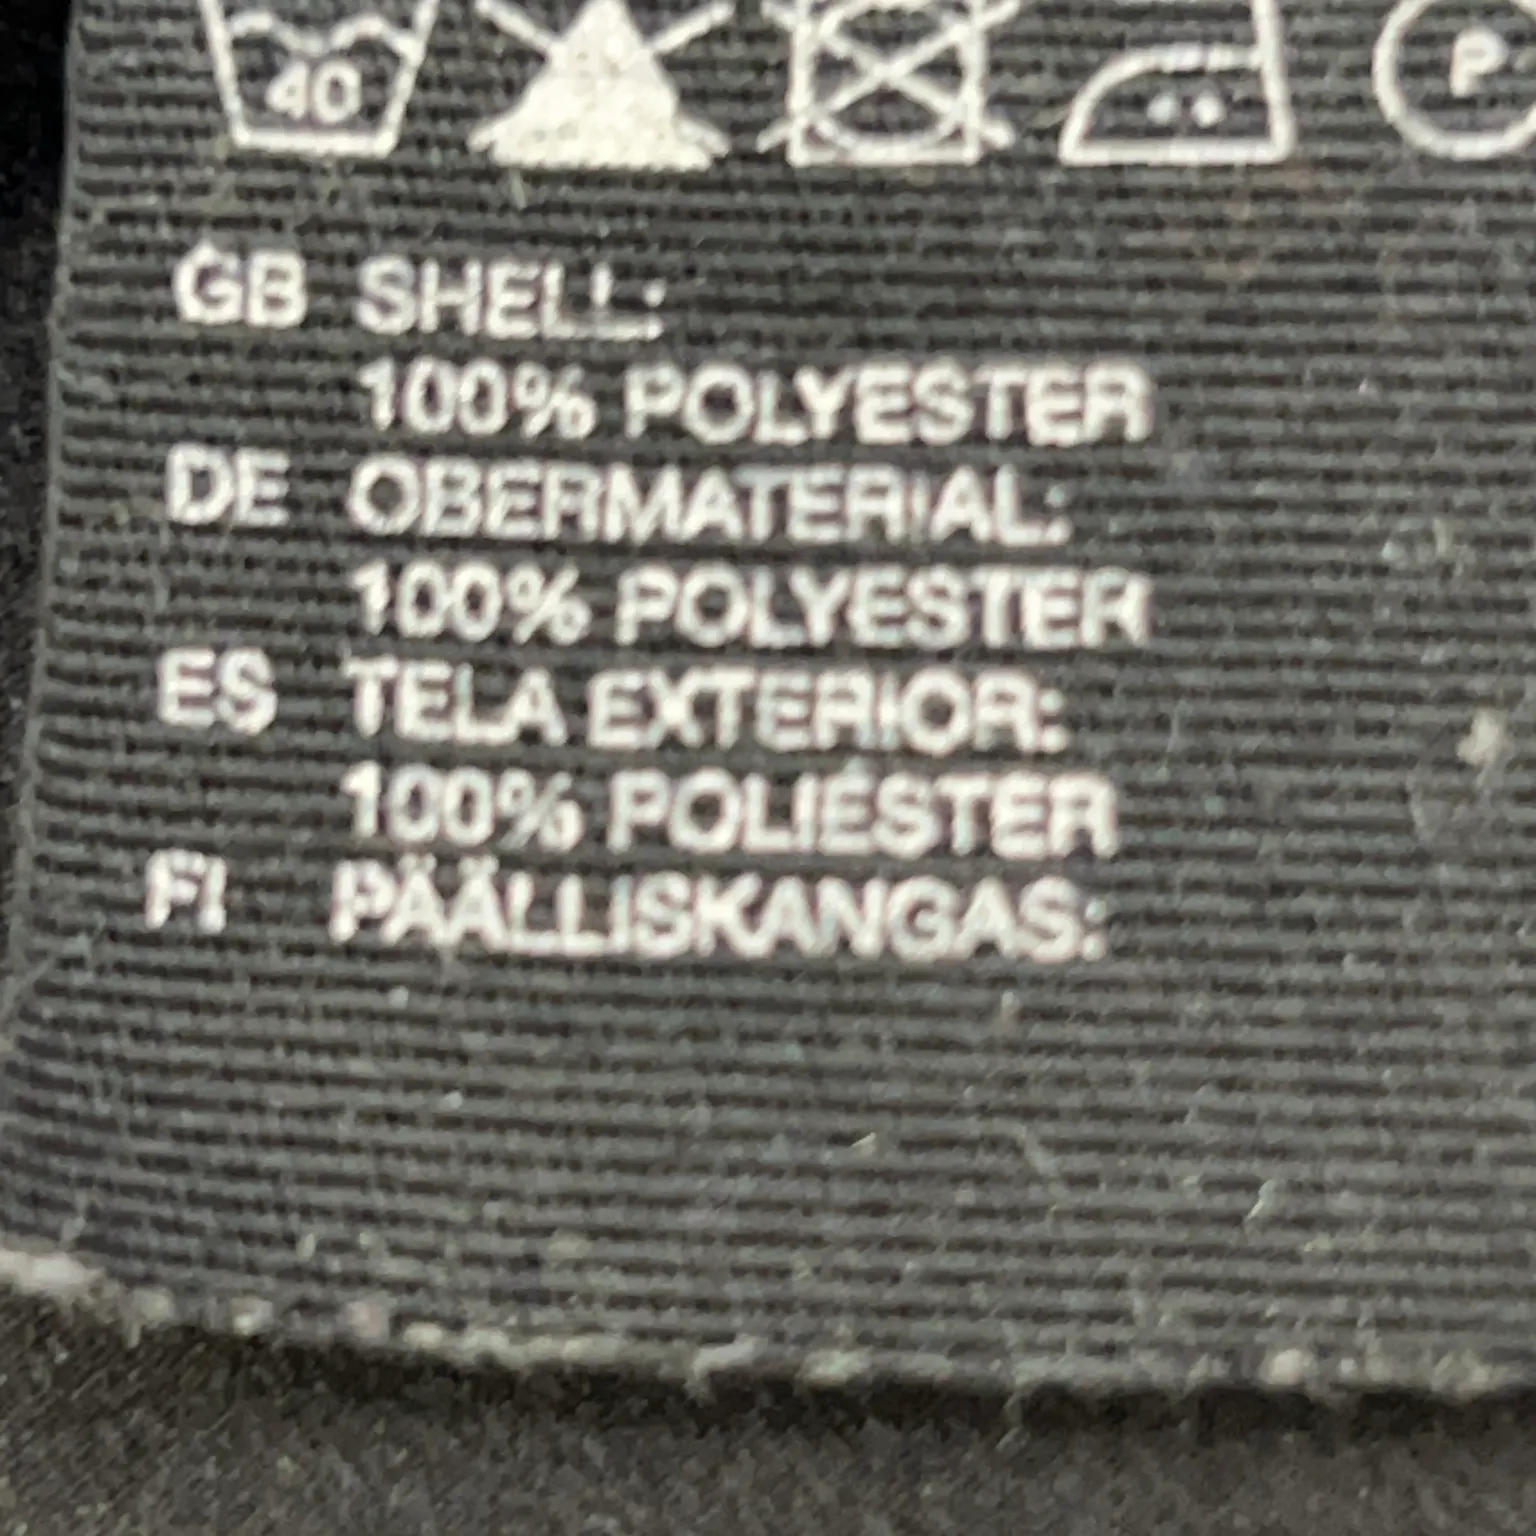 40 P
GB SHELL:
100% POLYESTER
DE OBERMATERIAL:
100% POLYESTER
ES TELA EXTERIOR:
100% POLIÉSTER
FI PÄÄLLISKANGAS: